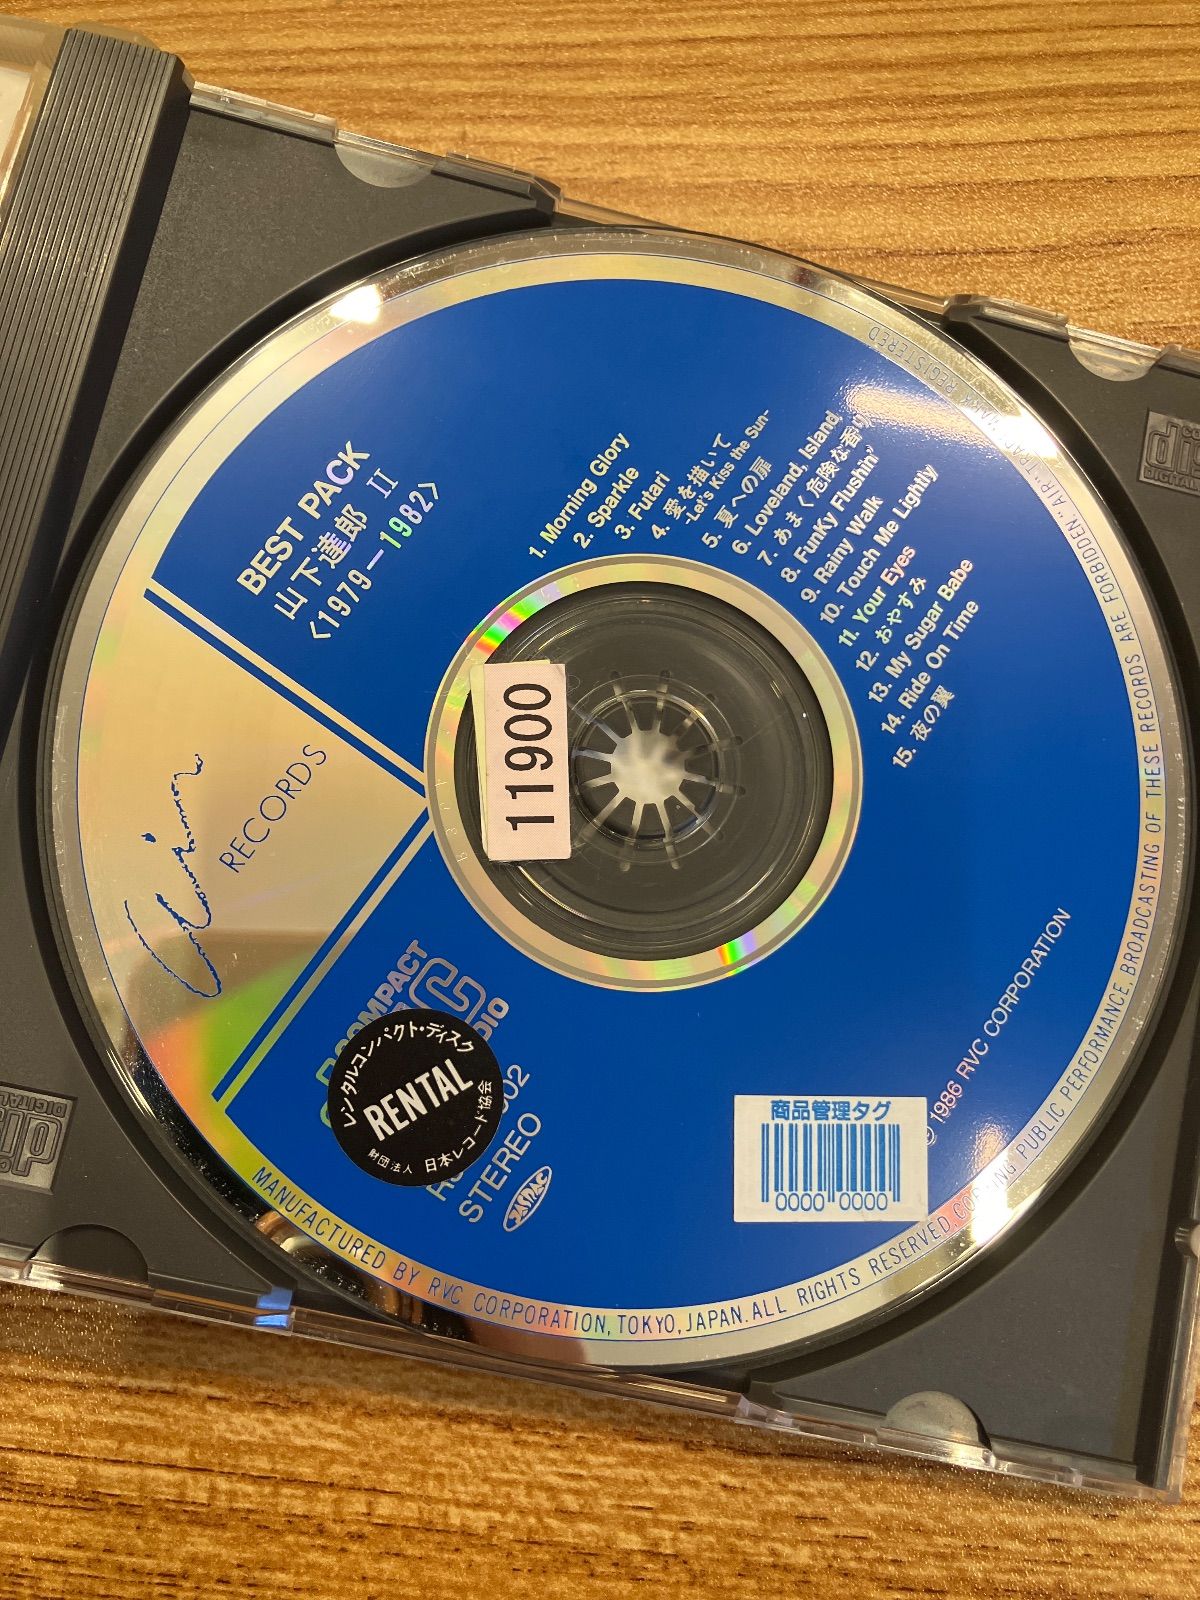 BEST PACK
山下達郎 II
〈1979—1982〉
1. Morning Glory
2. Sparkle
3. Futari
4. 愛を描いて
-Let's Kiss the Sun-
5. 夏への扉
6. Loveland, Island
7. あまく危険な香り
8. Funky Flushin'
9. Rainy Walk
10. Touch Me Lightly
11. Your Eyes
12. おやすみ
13. My Sugar Babe
14. Ride On Time
15. 夜の翼
Air
RECORDS
11900
COMPACT
レンタルコンパクト・ディスク
RENTAL
財団法人 日本レコード協会
STEREO
JASRAC
商品管理タグ
0000 0000
℗1986 RVC CORPORATION
MANUFACTURED BY RVC CORPORATION, TOKYO, JAPAN. ALL RIGHTS RESERVED, COPYING PUBLIC PERFORMANCE, BROADCASTING OF THESE RECORDS ARE FORBIDDEN. "AIR" TRADEMARK REGISTERED